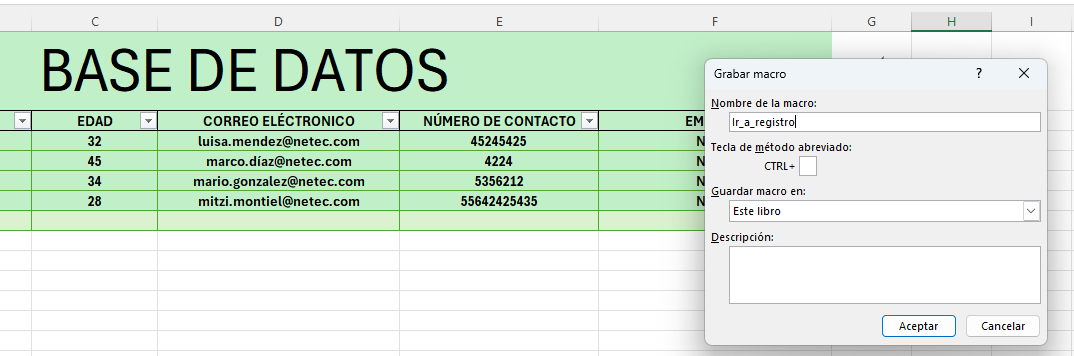 C D E F G H I
BASE DE DATOS
EDAD CORREO ELÉCTRONICO NÚMERO DE CONTACTO EM
32 luisa.mendez@netec.com 45245425 N
45 marco.díaz@netec.com 4224 N
34 mario.gonzalez@netec.com 5356212 N
28 mitzi.montiel@netec.com 55642425435 N
Grabar macro ?
Nombre de la macro:
Ir_a_registro
Tecla de método abreviado:
CTRL+
Guardar macro en:
Este libro
Descripción:
Aceptar Cancelar